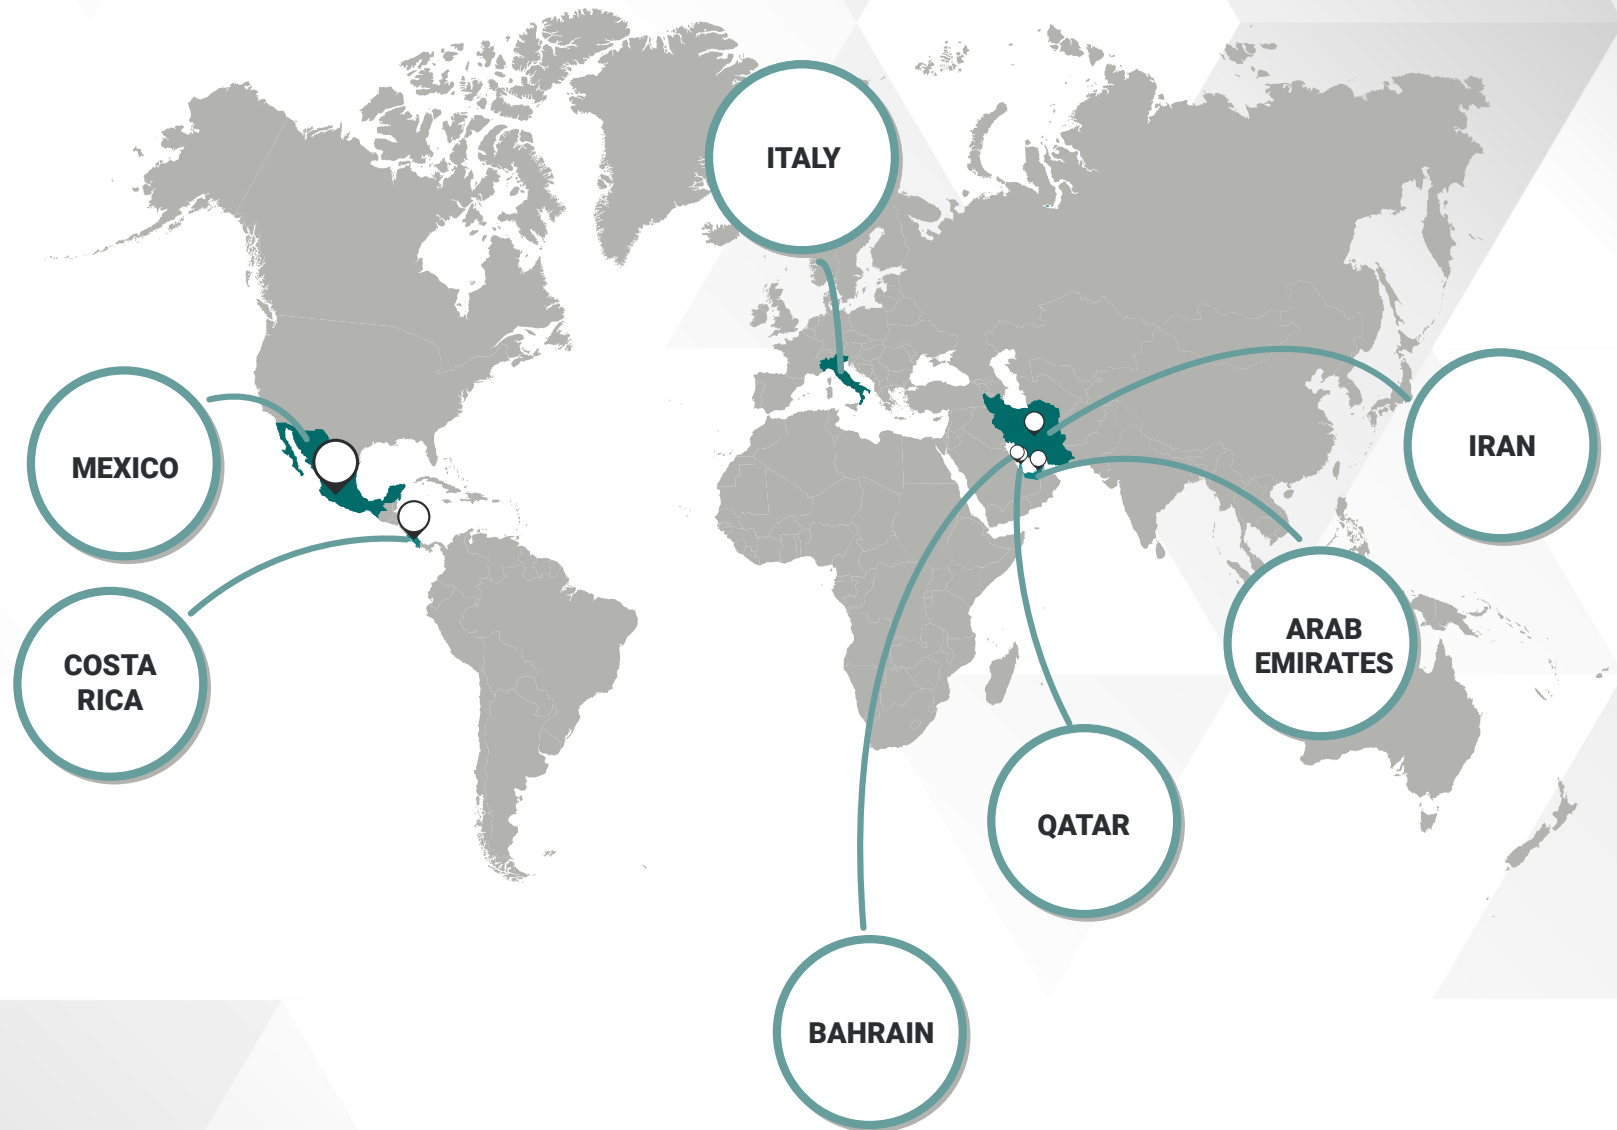 ITALY
MEXICO
IRAN
COSTA
RICA
ARAB
EMIRATES
QATAR
BAHRAIN